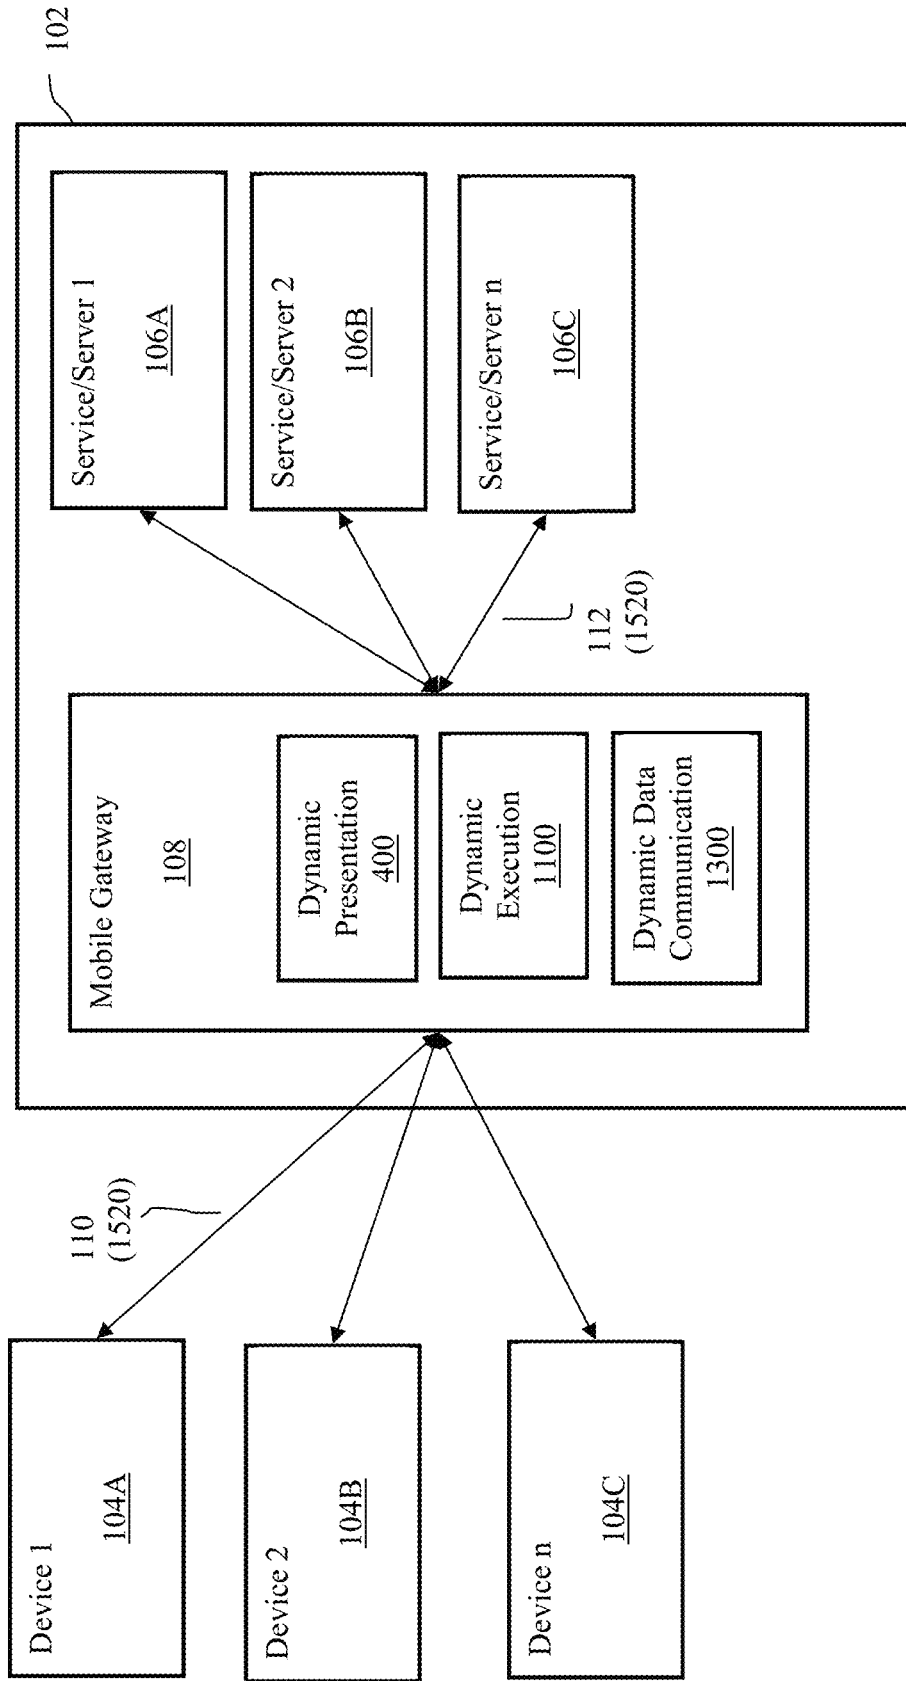 102
Service/Server 1
106A
Service/Server 2
106B
Service/Server n
106C
112
(1520)
Mobile Gateway
108
Dynamic
Presentation
400
Dynamic
Execution
1100
Dynamic Data
Communication
1300
110
(1520)
Device 1
104A
Device 2
104B
Device n
104C